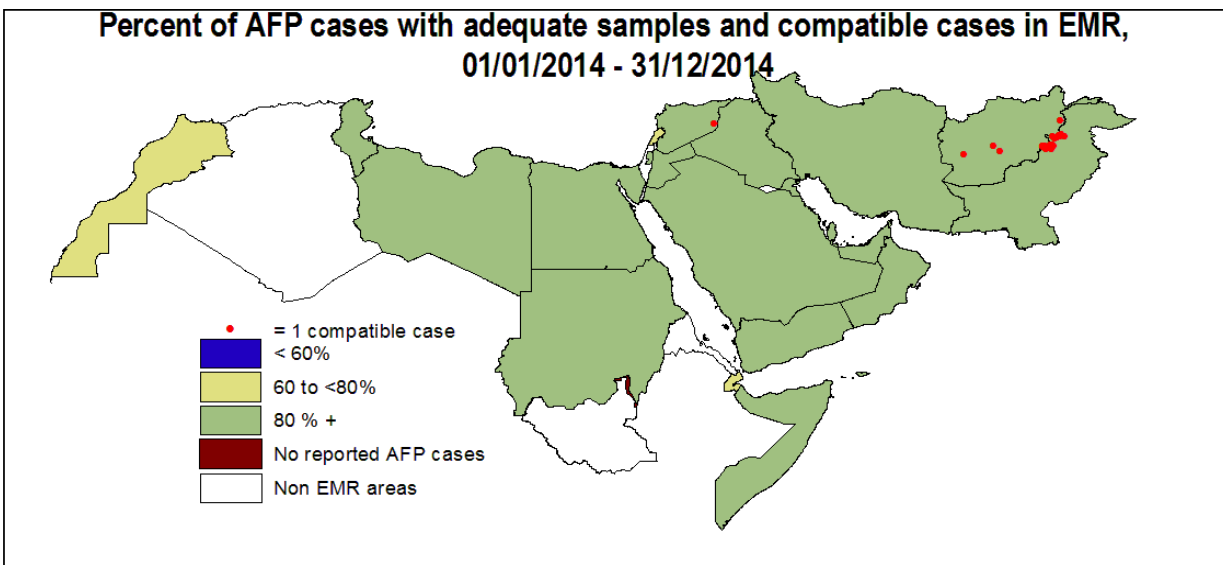 Percent of AFP cases with adequate samples and compatible cases in EMR,
01/01/2014 - 31/12/2014
= 1 compatible case
< 60%
60 to <80%
80 % +
No reported AFP cases
Non EMR areas